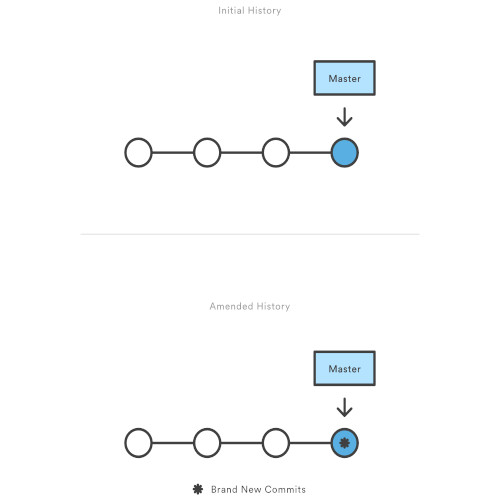 Initial History
Master
Amended History
Master
Brand New Commits